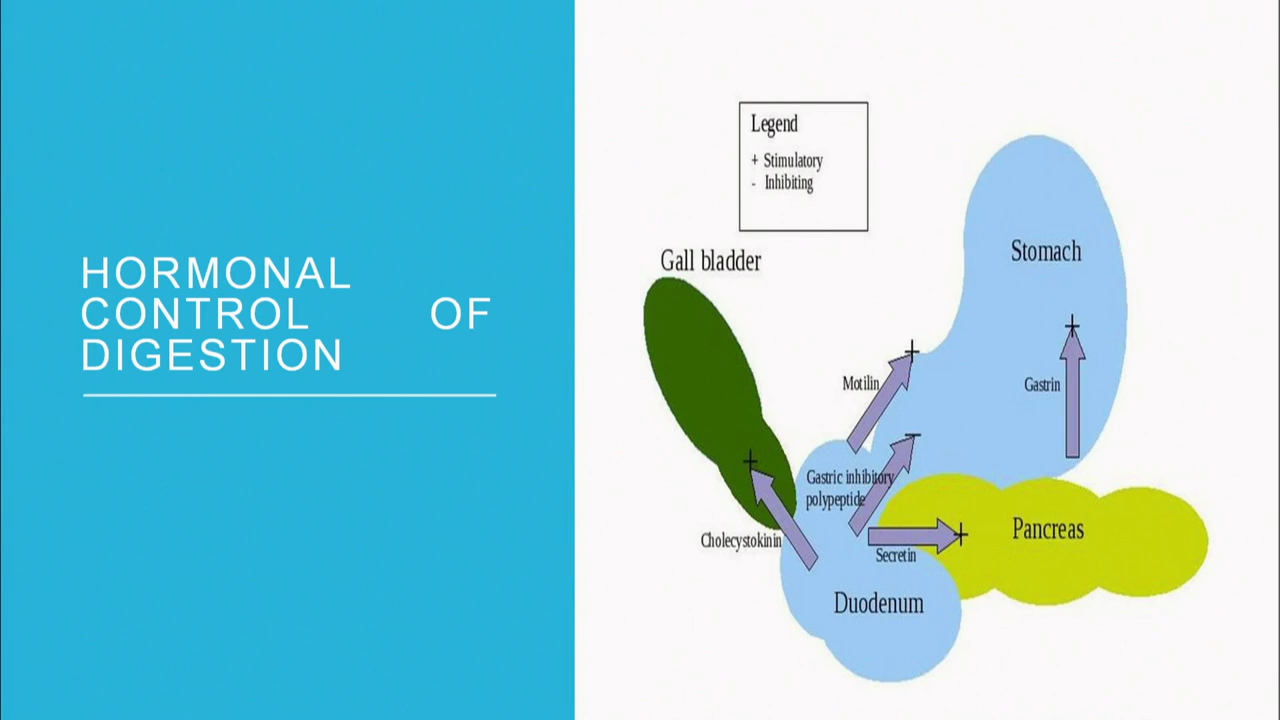 HORMONAL
CONTROL OF
DIGESTION
Legend
+ Stimulatory
- Inhibiting
Gall bladder
Stomach
+
+
Motilin
Gastrin
-
+
Gastric inhibitory
polypeptide
Cholecystokinin
+
Secretin
Pancreas
Duodenum